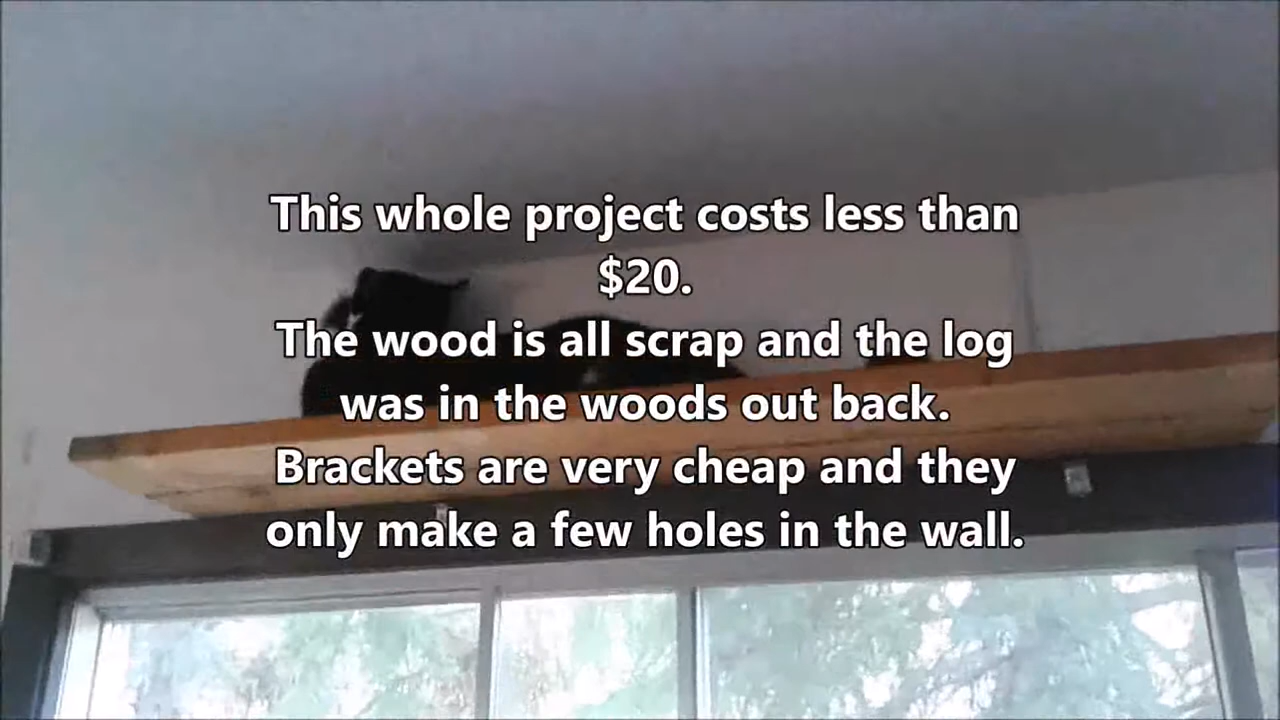 This whole project costs less than
$20.
The wood is all scrap and the log
was in the woods out back.
Brackets are very cheap and they
only make a few holes in the wall.